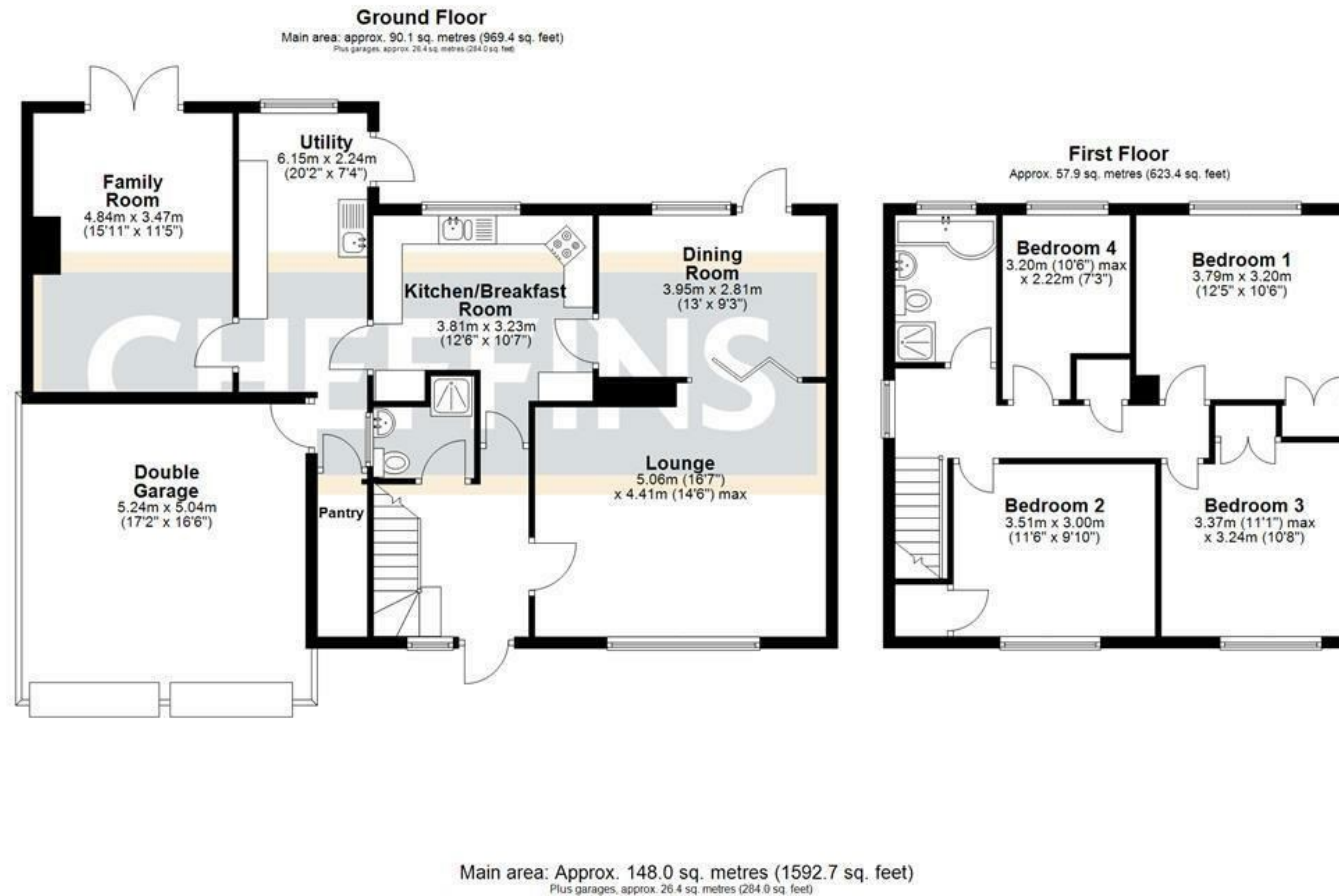 Ground Floor
Main area: approx. 90.1 sq. metres (969.4 sq. feet)
Plus garages, approx. 26.4 sq. metres (284.0 sq. feet)
Family
Room
4.84m x 3.47m
(15'11" x 11'5")
Utility
6.15m x 2.24m
(20'2" x 7'4")
Kitchen/Breakfast
Room
3.81m x 3.23m
(12'6" x 10'7")
Dining
Room
3.95m x 2.81m
(13' x 9'3")
CHEFFINS
Double
Garage
5.24m x 5.04m
(17'2" x 16'6")
Pantry
Lounge
5.06m (16'7")
x 4.41m (14'6") max
First Floor
Approx. 57.9 sq. metres (623.4 sq. feet)
Bedroom 4
3.20m (10'6") max
x 2.22m (7'3")
Bedroom 1
3.79m x 3.20m
(12'5" x 10'6")
Bedroom 2
3.51m x 3.00m
(11'6" x 9'10")
Bedroom 3
3.37m (11'1") max
x 3.24m (10'8")
Main area: Approx. 148.0 sq. metres (1592.7 sq. feet)
Plus garages, approx. 26.4 sq. metres (284.0 sq. feet)